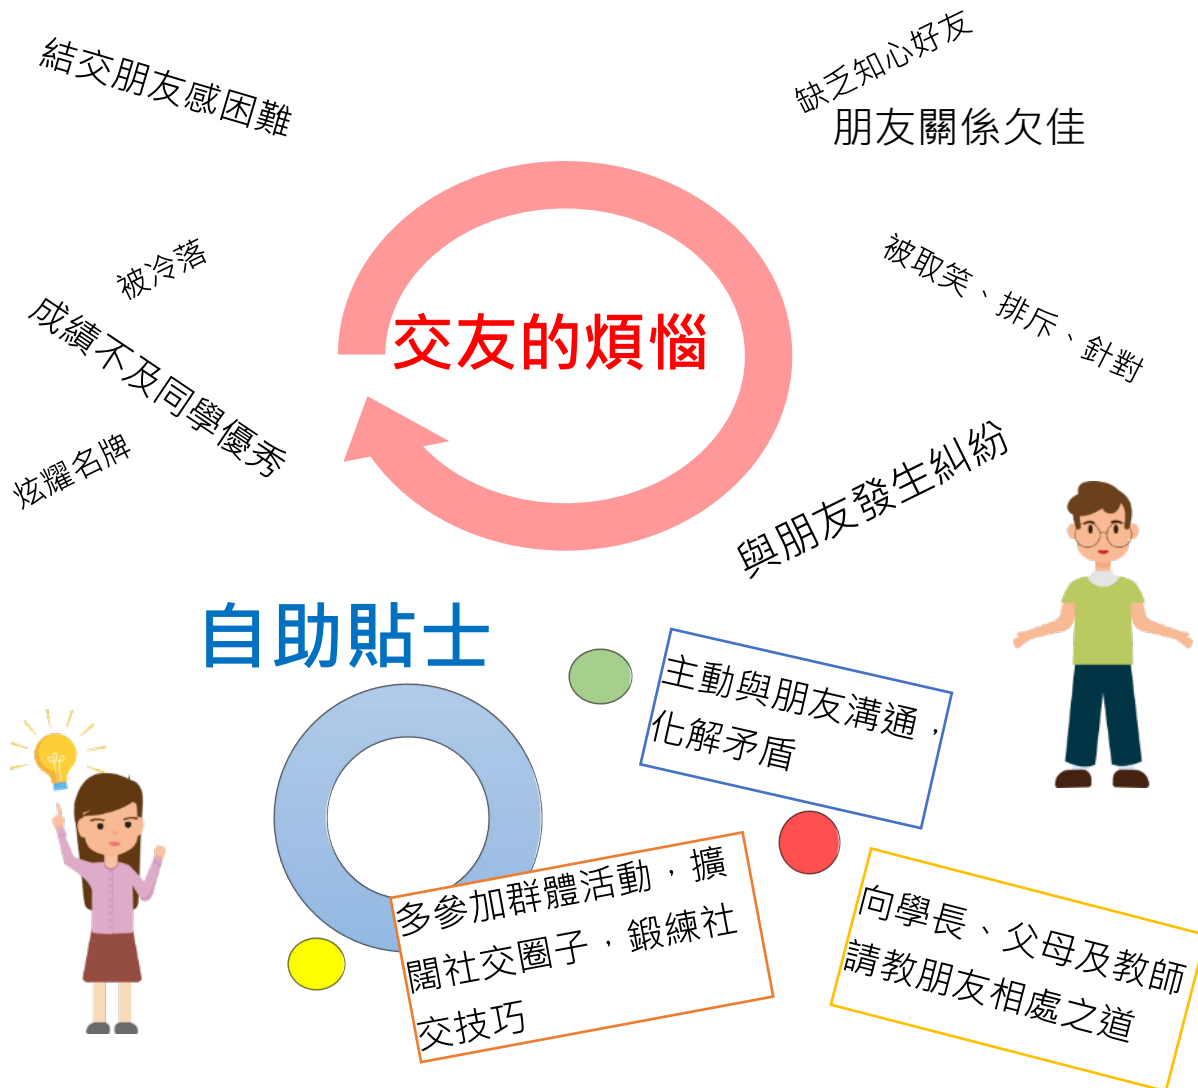 結交朋友感困難
缺乏知心好友
朋友關係欠佳
被冷落
被取笑、排斥、針對
成績不及同學優秀
交友的煩惱
炫耀名牌
與朋友發生糾紛
自助貼士
主動與朋友溝通，
化解矛盾
多參加群體活動，擴
闊社交圈子，鍛練社
交技巧
向學長、父母及教師
請教朋友相處之道